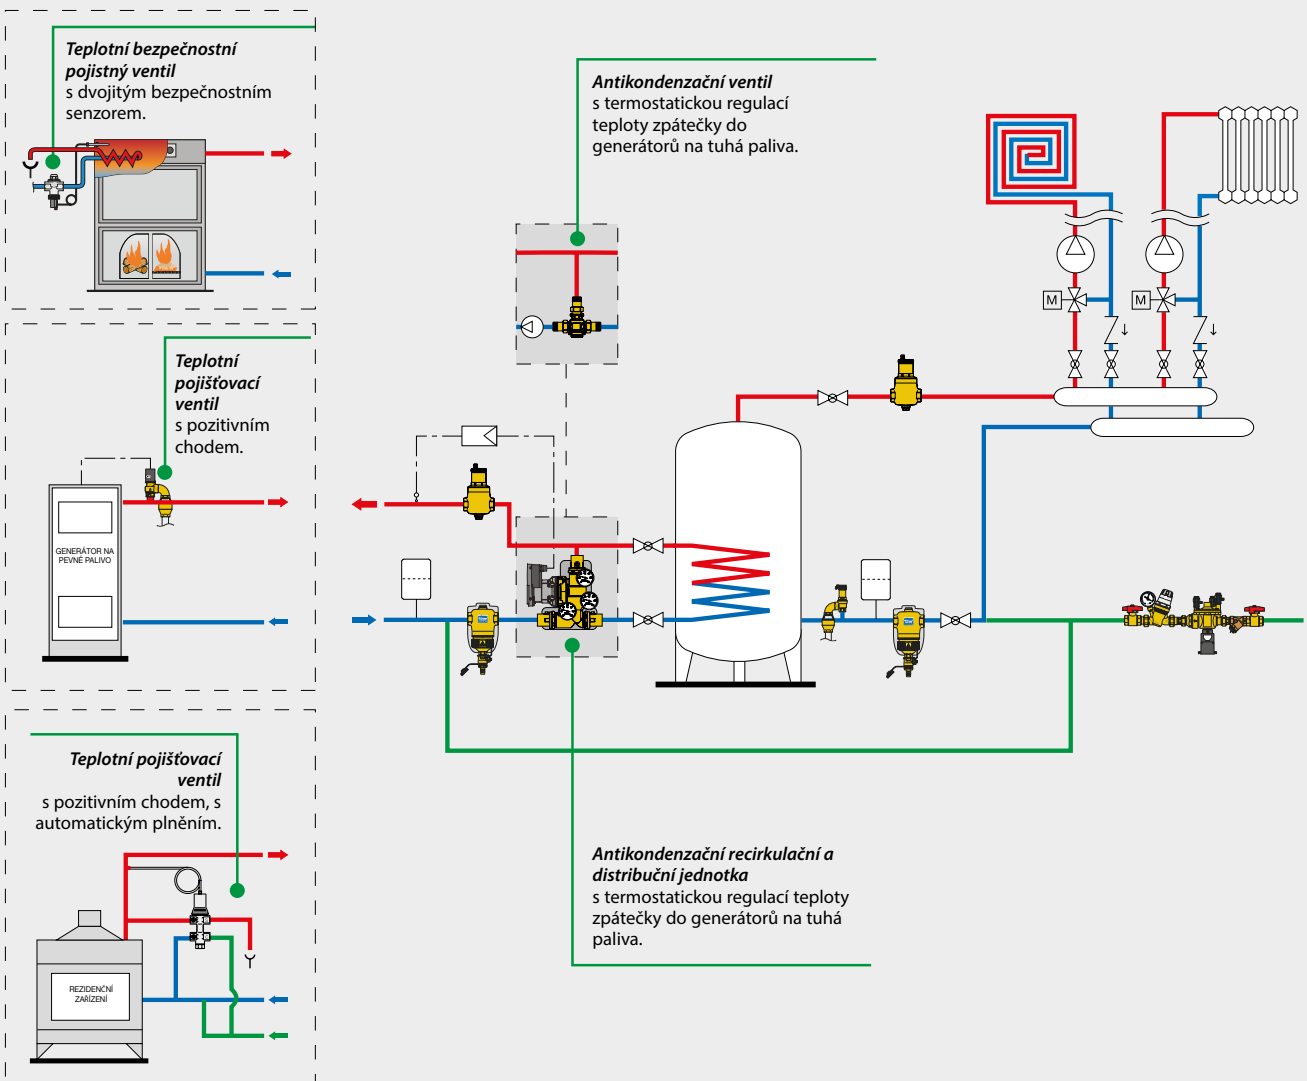 Teplotní bezpečnostní
pojistný ventil
s dvojitým bezpečnostním
senzorem.
Antikondenzační ventil
s termostatickou regulací
teploty zpátečky do
generátorů na tuhá paliva.
M
M
Teplotní
pojišťovací
ventil
s pozitivním
chodem.
GENERÁTOR NA
PEVNÉ PALIVO
Teplotní pojišťovací
ventil
s pozitivním chodem, s
automatickým plněním.
REZIDENČNÍ
ZAŘÍZENÍ
Antikondenzační recirkulační a
distribuční jednotka
s termostatickou regulací teploty
zpátečky do generátorů na tuhá
paliva.